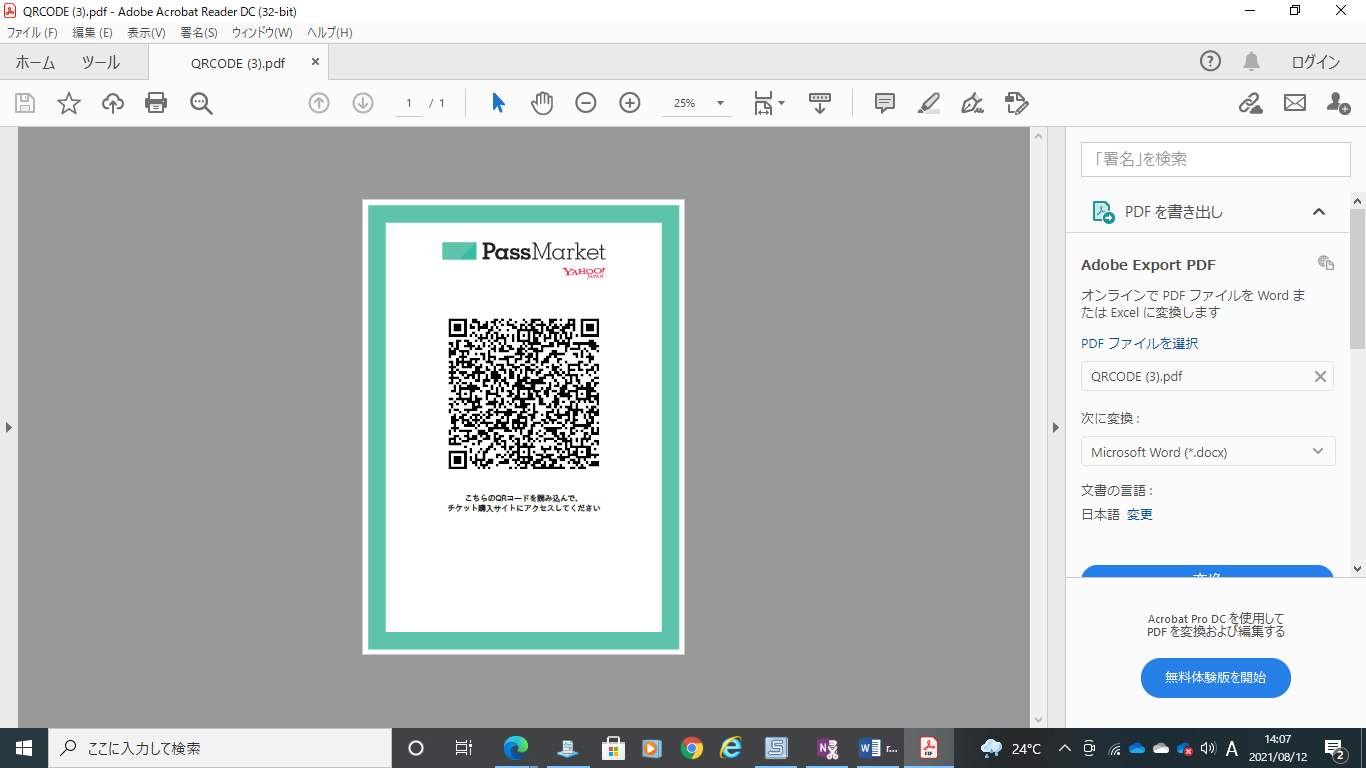 QRCODE (3).pdf - Adobe Acrobat Reader DC (32-bit)
ファイル (F) 編集 (E) 表示(V) 署名(S) ウィンドウ(W) ヘルプ(H)
ホーム ツール QRCODE (3).pdf × ログイン
1 / 1 25%
「署名」を検索
PDF を書き出し
Adobe Export PDF
オンラインで PDF ファイルを Word ま
たは Excel に変換します
PDF ファイルを選択
QRCODE (3).pdf
次に変換 :
Microsoft Word (*.docx)
文書の言語 :
日本語 変更
変換
Acrobat Pro DC を使用して
PDF を変換および編集する
無料体験版を開始
PassMarket
YAHOO!
JAPAN
こちらのQRコードを読み込んで、
チケット購入サイトにアクセスしてください
ここに入力して検索
r...
24°C
A
14:07
2021/08/12
2